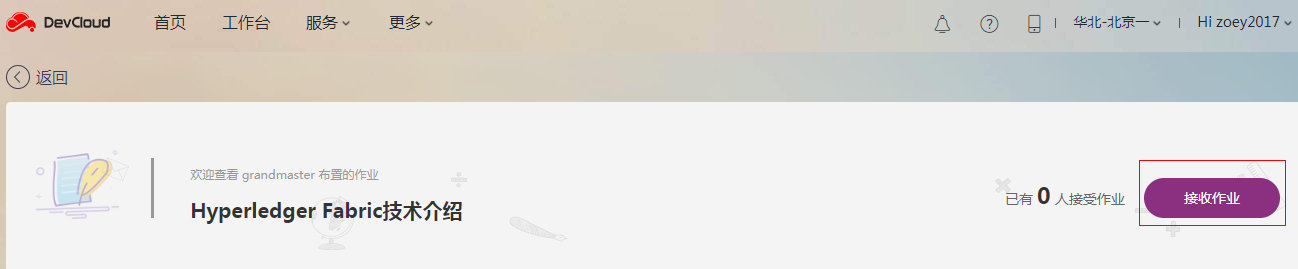 DevCloud 首页 工作台 服务 更多 华北-北京一 Hi zoey2017
返回
欢迎查看 grandmaster 布置的作业
Hyperledger Fabric技术介绍
已有 0 人接受作业 接收作业